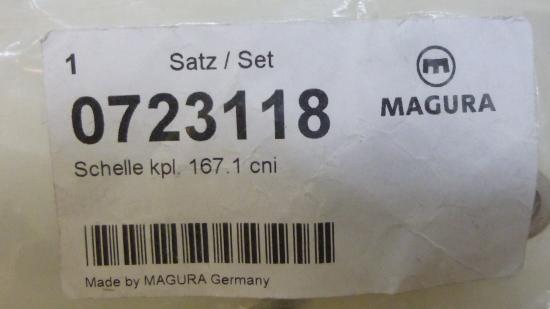 1 Satz / Set
0723118
MAGURA
Schelle kpl. 167.1 cni
Made by MAGURA Germany